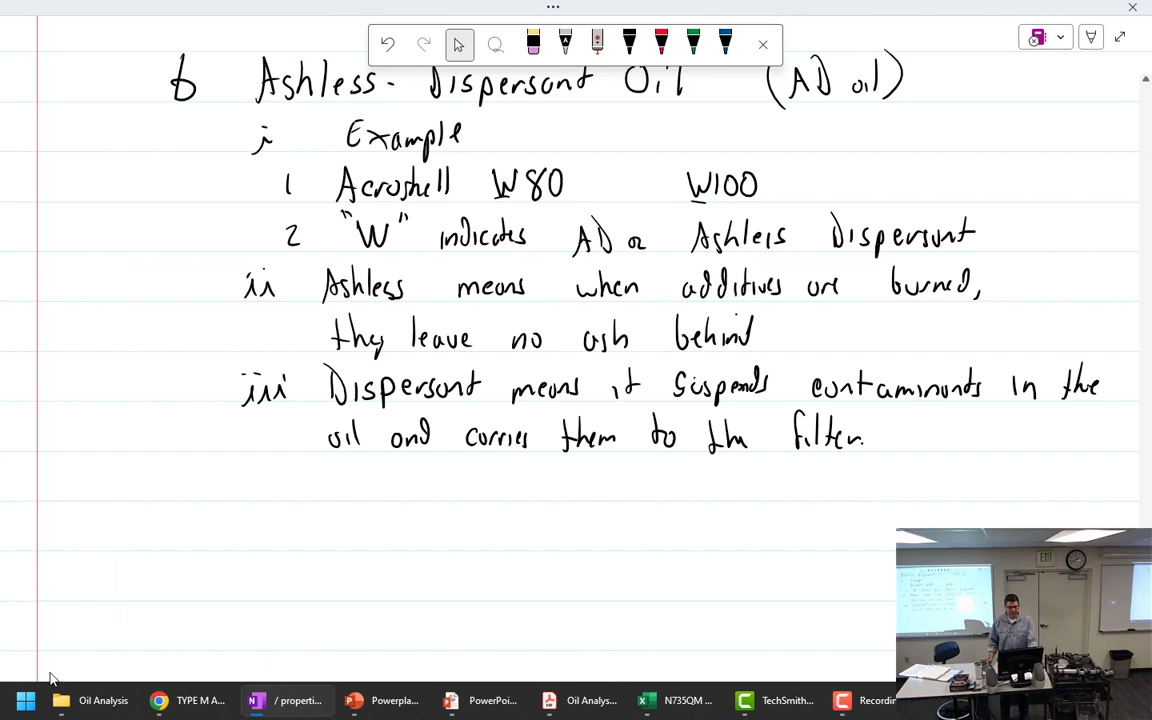 b Ashless-Dispersant Oil (AD oil)
i Example
1 Aeroshell W80 W100
2 "W" indicates AD or Ashless Dispersant
ii Ashless means when additives are burned,
they leave no ash behind
iii Dispersant means it suspends contaminants in the
oil and carries them to the filter.
EXIT
Oil Analysis
TYPE M A...
/ properti...
Powerpla...
PowerPoi...
Oil Analys...
N735QM ...
TechSmith...
Recordin